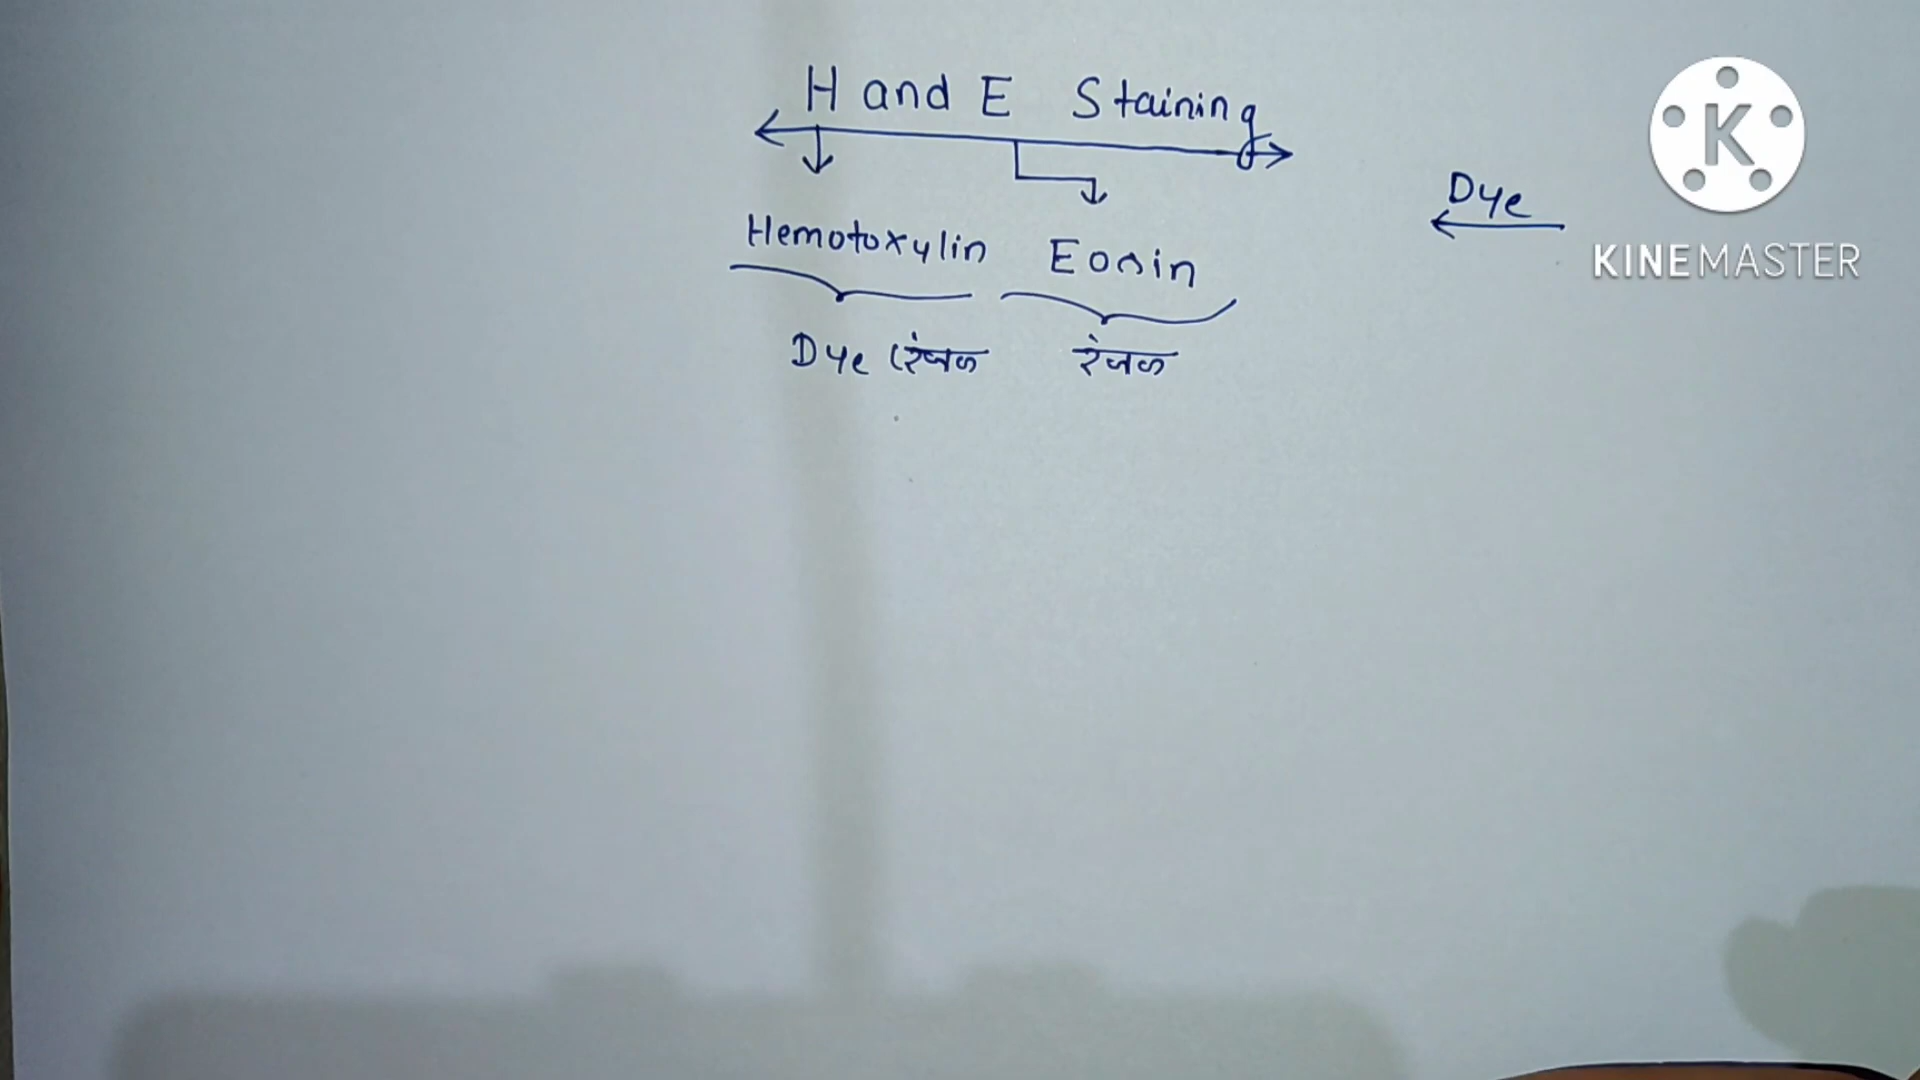 H and E Staining
Dye
Hemotoxylin Eosin
Dye (रंजक रंजक
K
KINEMASTER